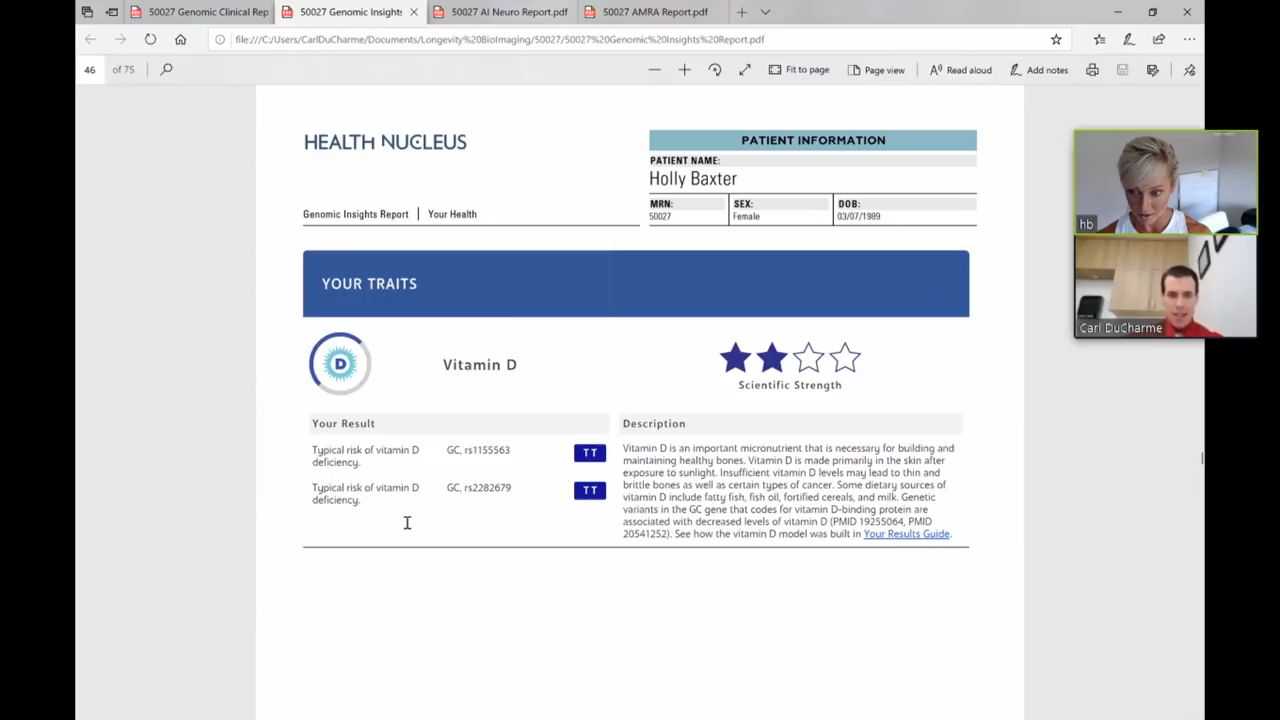 50027 Genomic Clinical Rep
50027 Genomic Insights
50027 AI Neuro Report.pdf
50027 AMRA Report.pdf
file:///C:/Users/CarlDuCharme/Documents/Longevity%20BioImaging/50027/50027%20Genomic%20Insights%20Report.pdf
46 of 75
Fit to page
Page view
Read aloud
Add notes
HEALTH NUCLEUS
PATIENT INFORMATION
PATIENT NAME:
Holly Baxter
MRN: SEX: DOB:
50027 Female 03/07/1989
Genomic Insights Report | Your Health
hb
Carl DuCharme
YOUR TRAITS
D
Vitamin D
Scientific Strength
Your Result
Typical risk of vitamin D GC, rs1155563 TT
deficiency.
Typical risk of vitamin D GC, rs2282679 TT
deficiency.
Description
Vitamin D is an important micronutrient that is necessary for building and
maintaining healthy bones. Vitamin D is made primarily in the skin after
exposure to sunlight. Insufficient vitamin D levels may lead to thin and
brittle bones as well as certain types of cancer. Some dietary sources of
vitamin D include fatty fish, fish oil, fortified cereals, and milk. Genetic
variants in the GC gene that codes for vitamin D-binding protein are
associated with decreased levels of vitamin D (PMID 19255064, PMID
20541252). See how the vitamin D model was built in Your Results Guide.